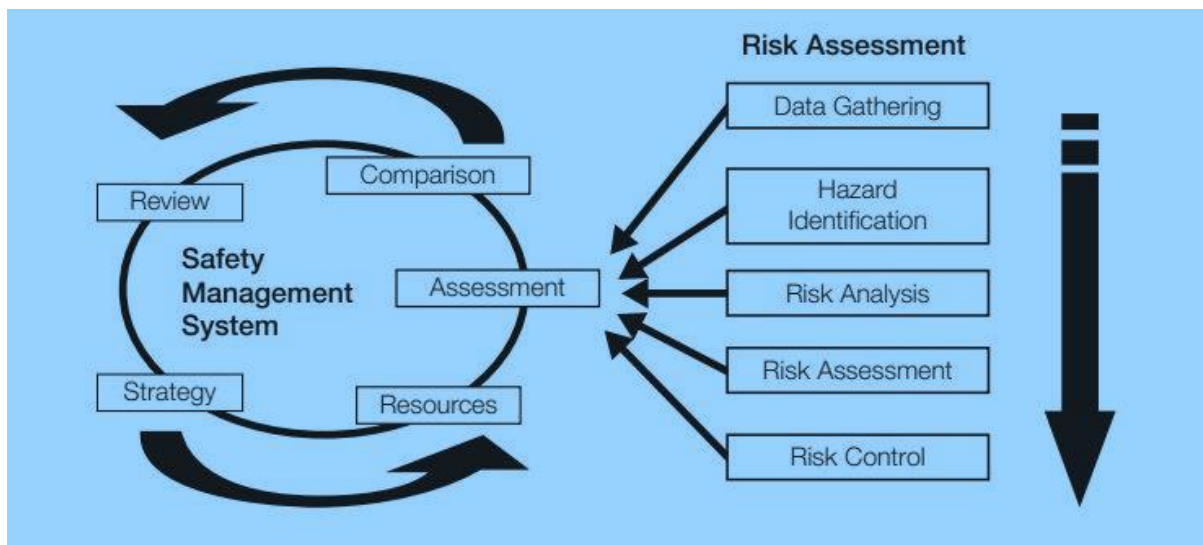 Risk Assessment
Data Gathering
Hazard
Identification
Risk Analysis
Risk Assessment
Risk Control
Comparison
Review
Safety
Management
System
Assessment
Strategy
Resources